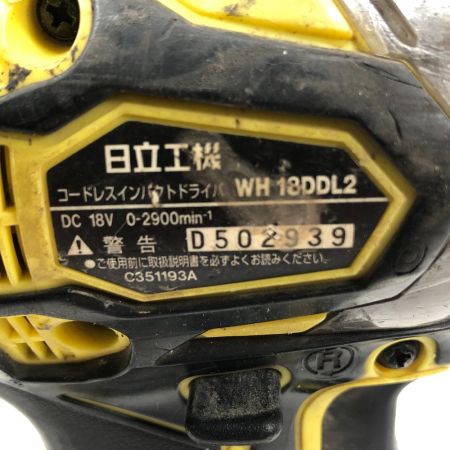 日立工機
コードレスインパクトドライバ WH 18DDL2
DC 18V 0-2900min⁻¹
警告 D502939
●ご使用前に取扱説明書を必ずよくお読みください。
C351193A
R